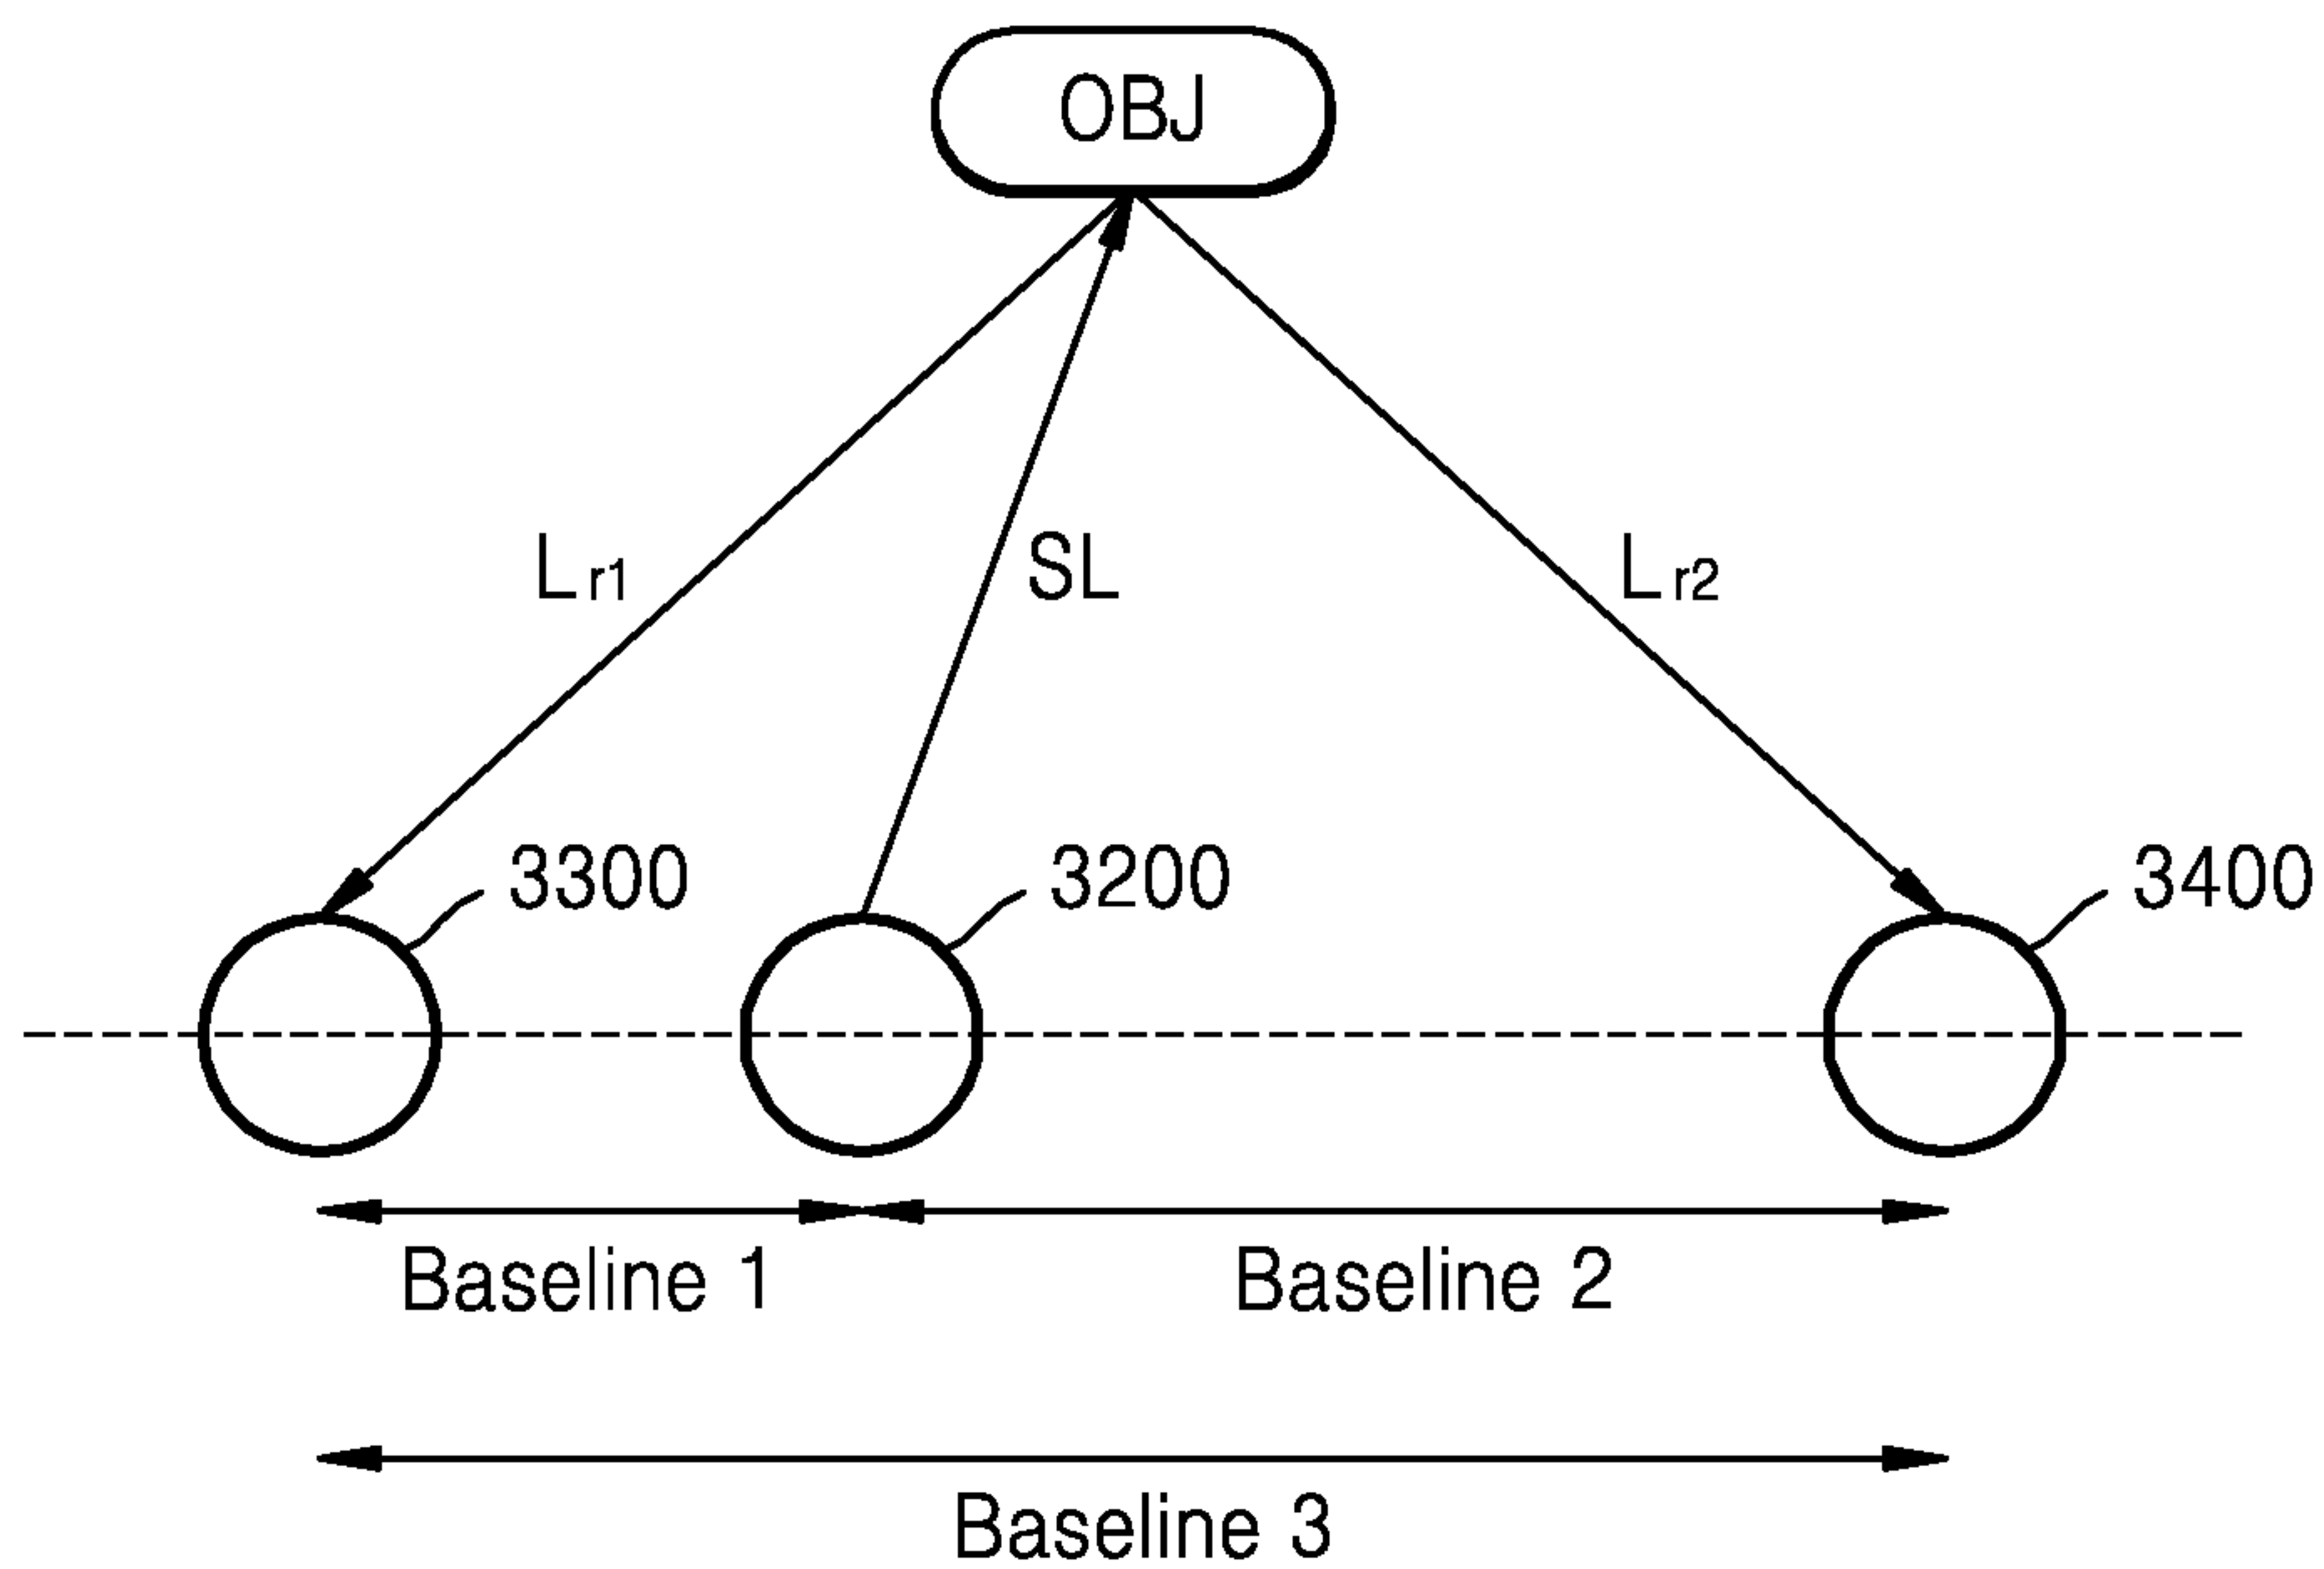 OBJ
Lr1
SL
Lr2
3300
3200
3400
Baseline 1
Baseline 2
Baseline 3